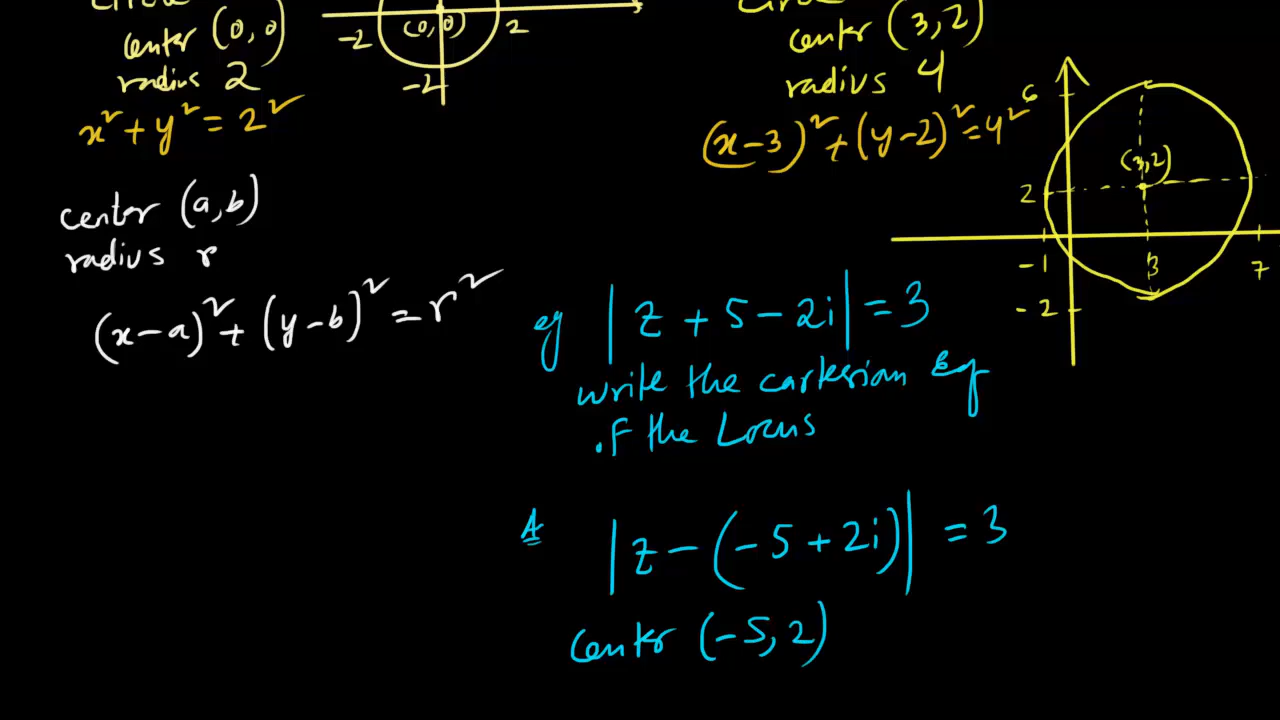 center (0, 0)
radius 2
x² + y² = 2²
(0, 0)
-2
2
-2
center (3, 2)
radius 4
(x-3)² + (y-2)² = 4²
6
(3, 2)
2
-1
3
7
-2
center (a, b)
radius r
(x-a)² + (y-b)² = r²
eg |z + 5 - 2i| = 3
write the cartesian Eq
of the Locus
A |z - (-5 + 2i)| = 3
center (-5, 2)